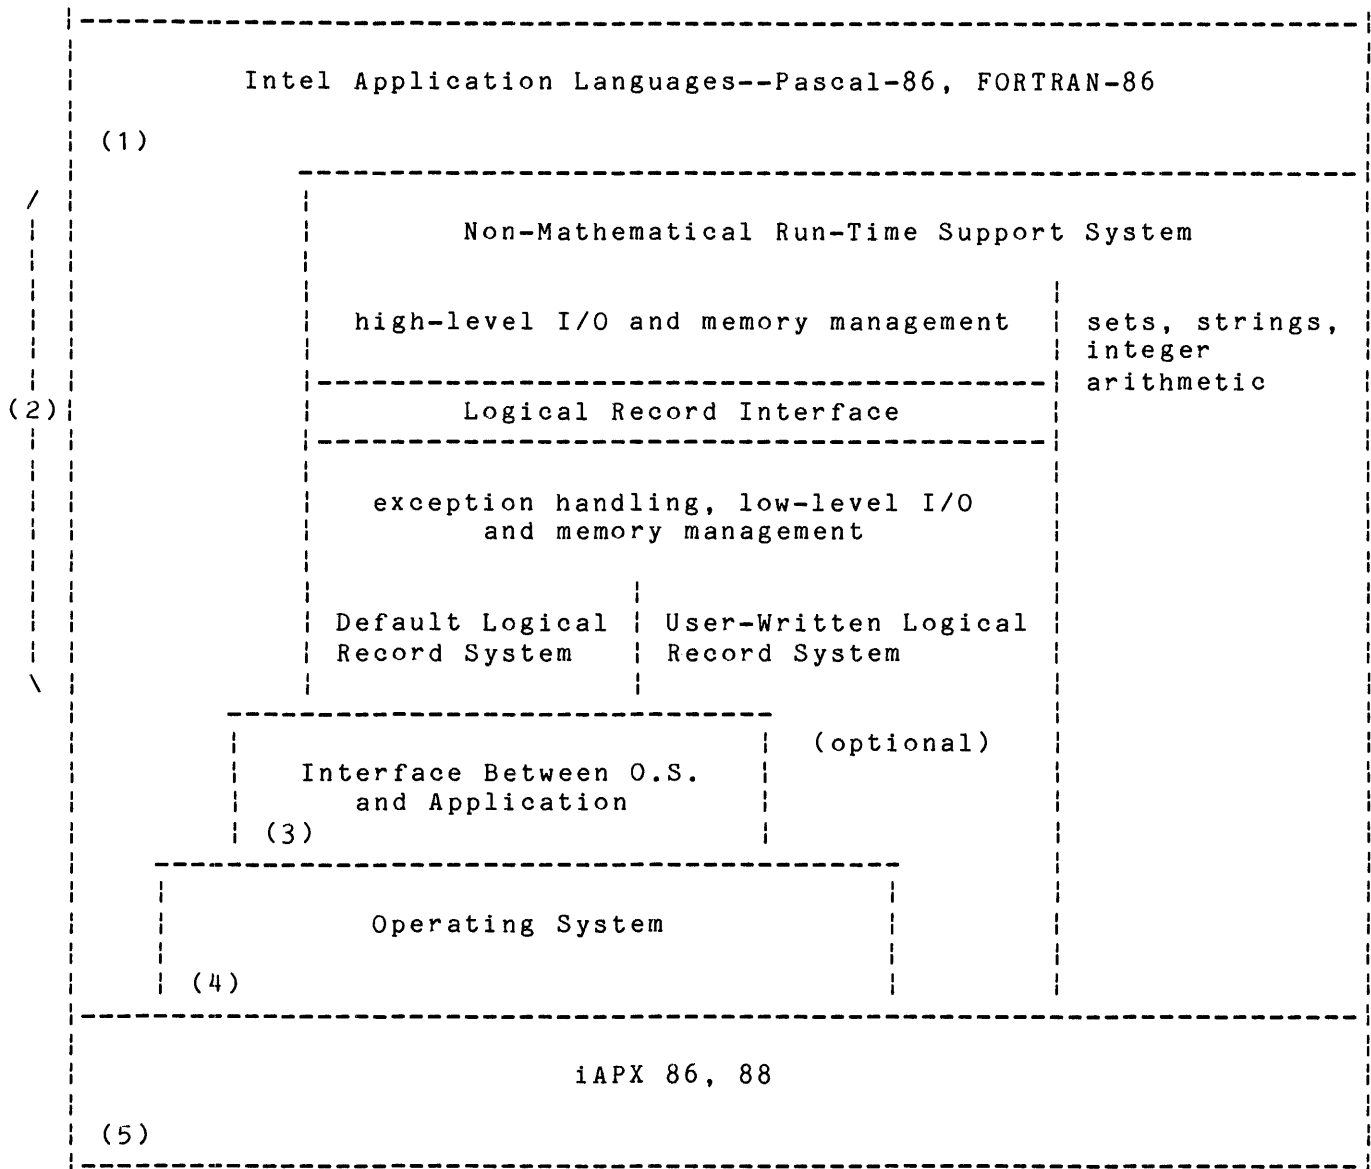 Intel Application Languages--Pascal-86, FORTRAN-86
(1)
Non-Mathematical Run-Time Support System
high-level I/O and memory management
sets, strings,
integer
arithmetic
(2)
Logical Record Interface
exception handling, low-level I/O
and memory management
Default Logical
Record System
User-Written Logical
Record System
(optional)
Interface Between O.S.
and Application
(3)
Operating System
(4)
iAPX 86, 88
(5)